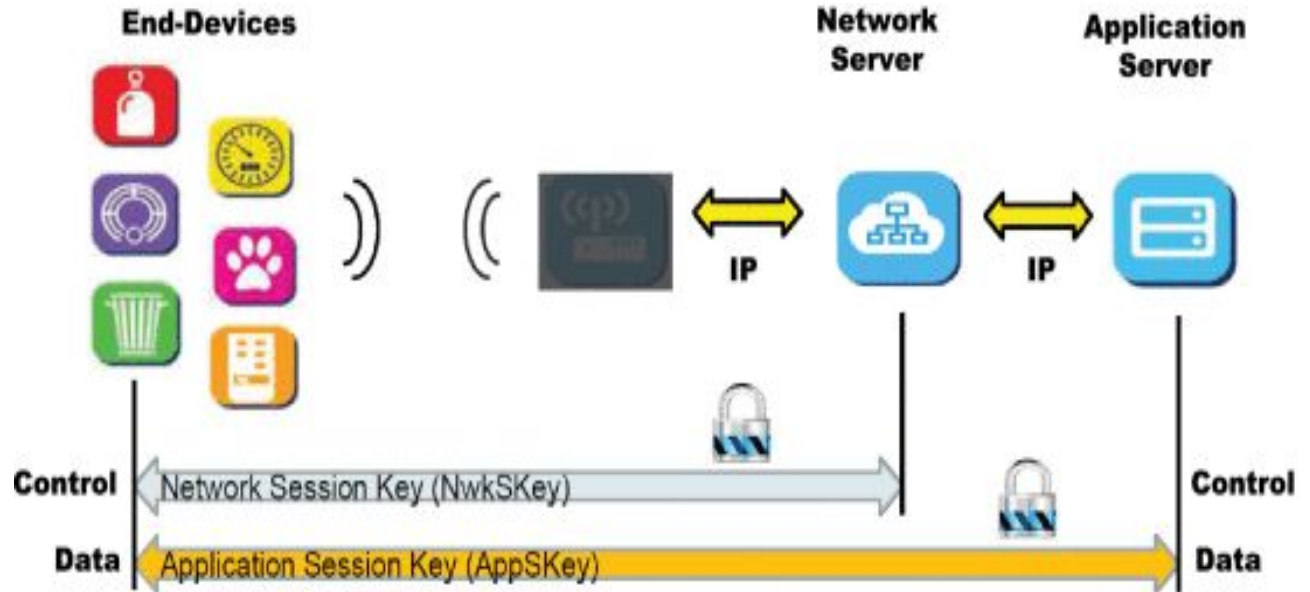 End-Devices
Network
Server
Application
Server
IP
IP
Control
Network Session Key (NwkSKey)
Control
Data
Application Session Key (AppSKey)
Data